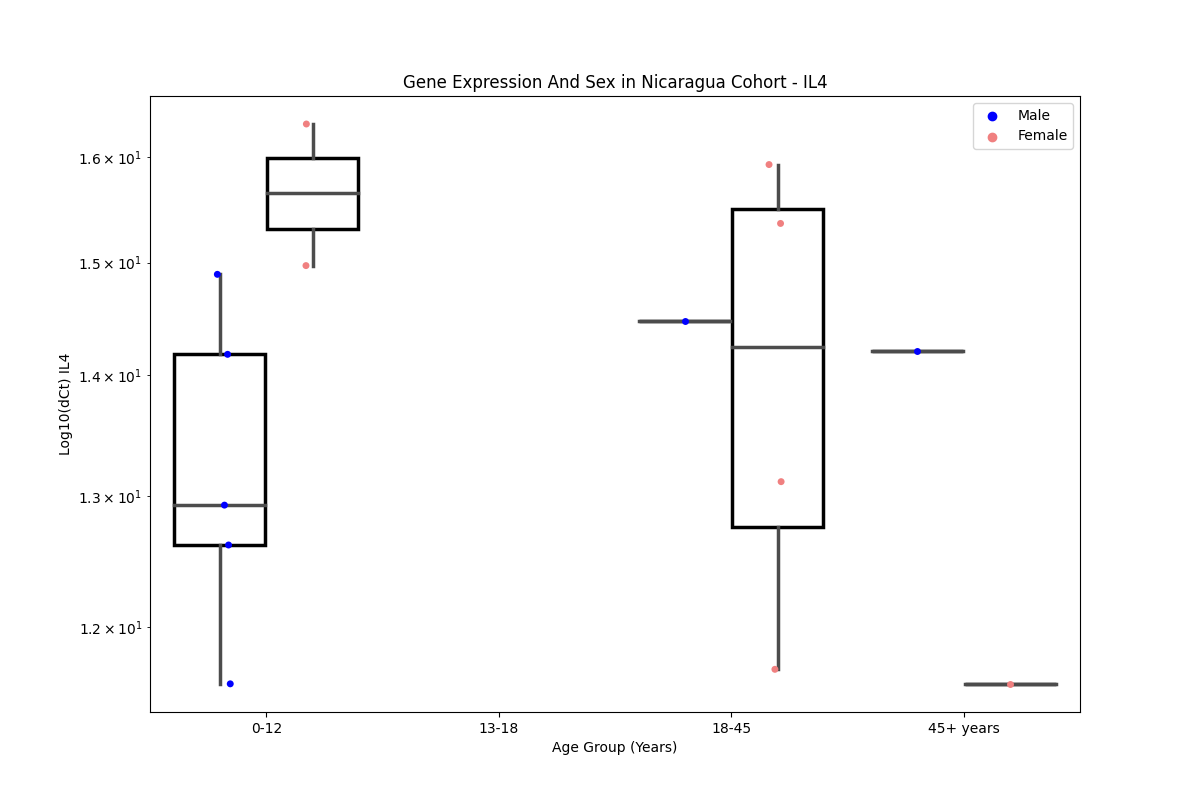 Gene Expression And Sex in Nicaragua Cohort - IL4
Male
Female
1.6 × 10¹
1.5 × 10¹
1.4 × 10¹
1.3 × 10¹
1.2 × 10¹
Log10(dCt) IL4
0-12
13-18
18-45
45+ years
Age Group (Years)